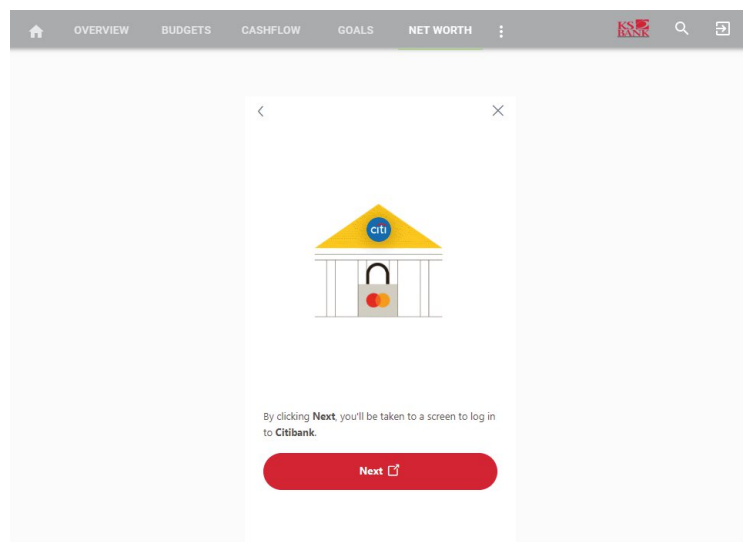 OVERVIEW BUDGETS CASHFLOW GOALS NET WORTH KS BANK
citi
By clicking Next, you'll be taken to a screen to log in
to Citibank.
Next